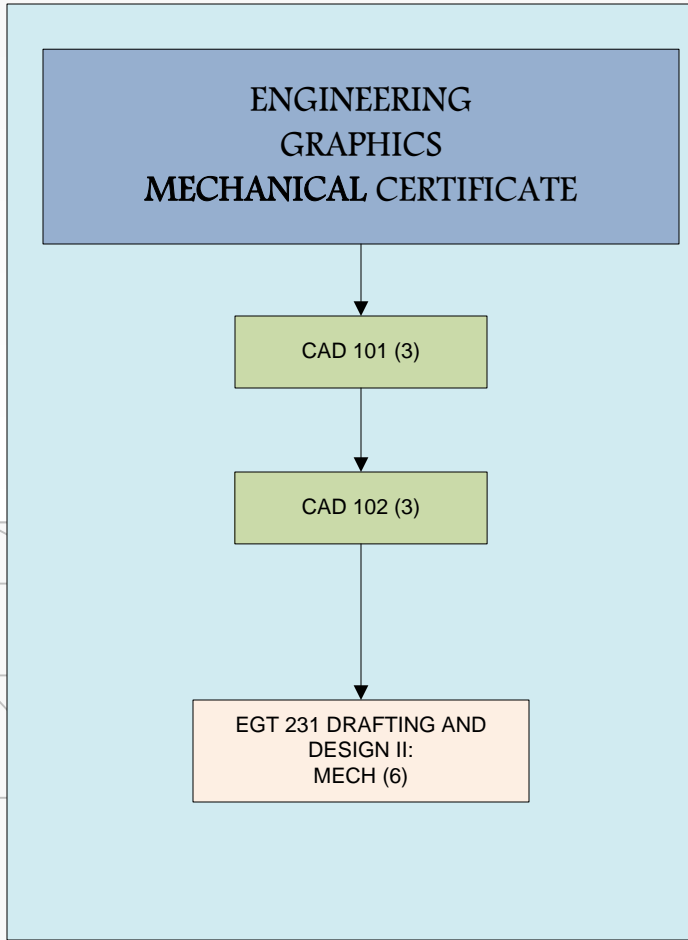 ENGINEERING
GRAPHICS
MECHANICAL CERTIFICATE
CAD 101 (3)
CAD 102 (3)
EGT 231 DRAFTING AND
DESIGN II:
MECH (6)